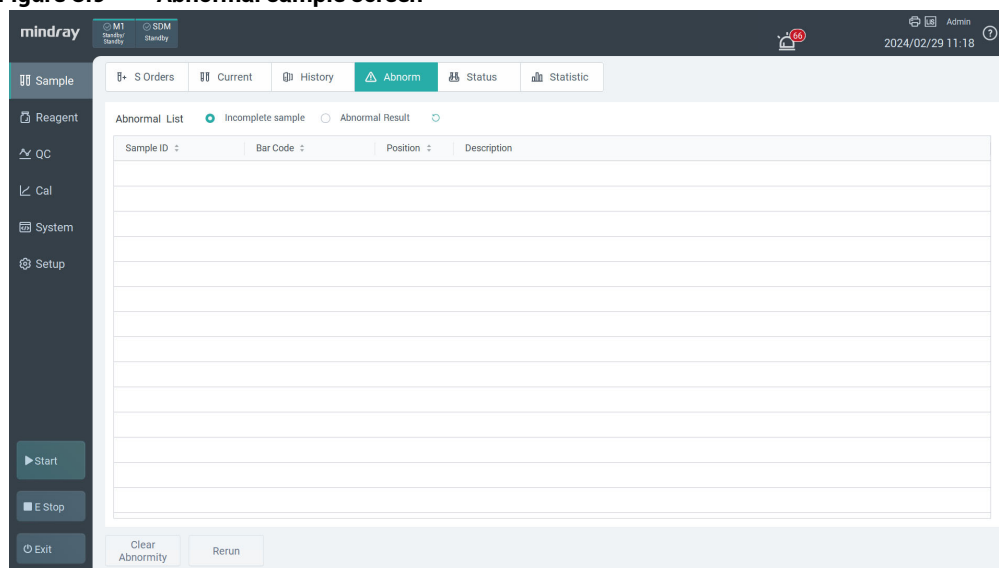 mindray
M1
Standby/
Standby
SDM
Standby
66
US Admin
2024/02/29 11:18
Sample
Reagent
QC
Cal
System
Setup
Start
E Stop
Exit
S Orders Current History Abnorm Status Statistic
Abnormal List Incomplete sample Abnormal Result
Sample ID Bar Code Position Description
Clear
Abnormity
Rerun